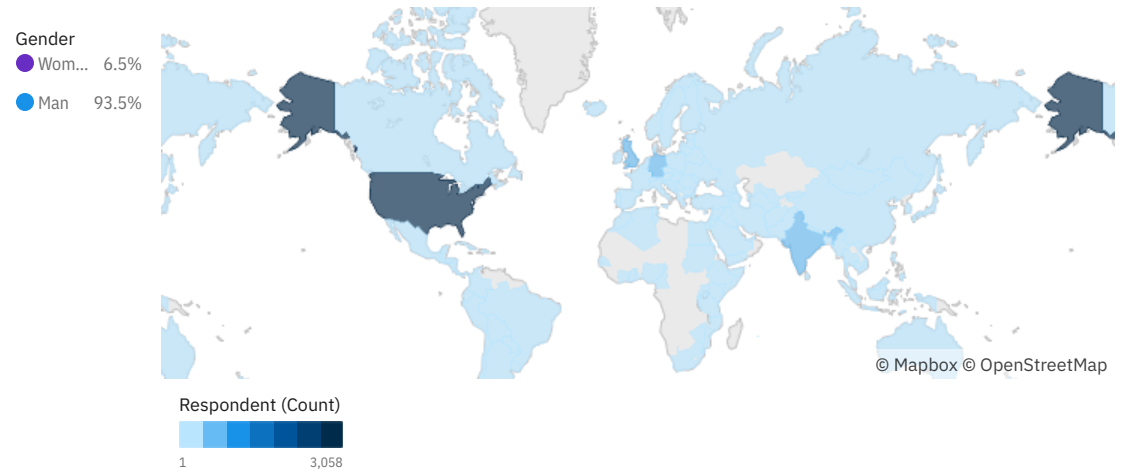 Gender
Wom... 6.5%
Man 93.5%
© Mapbox © OpenStreetMap
Respondent (Count)
1 3,058